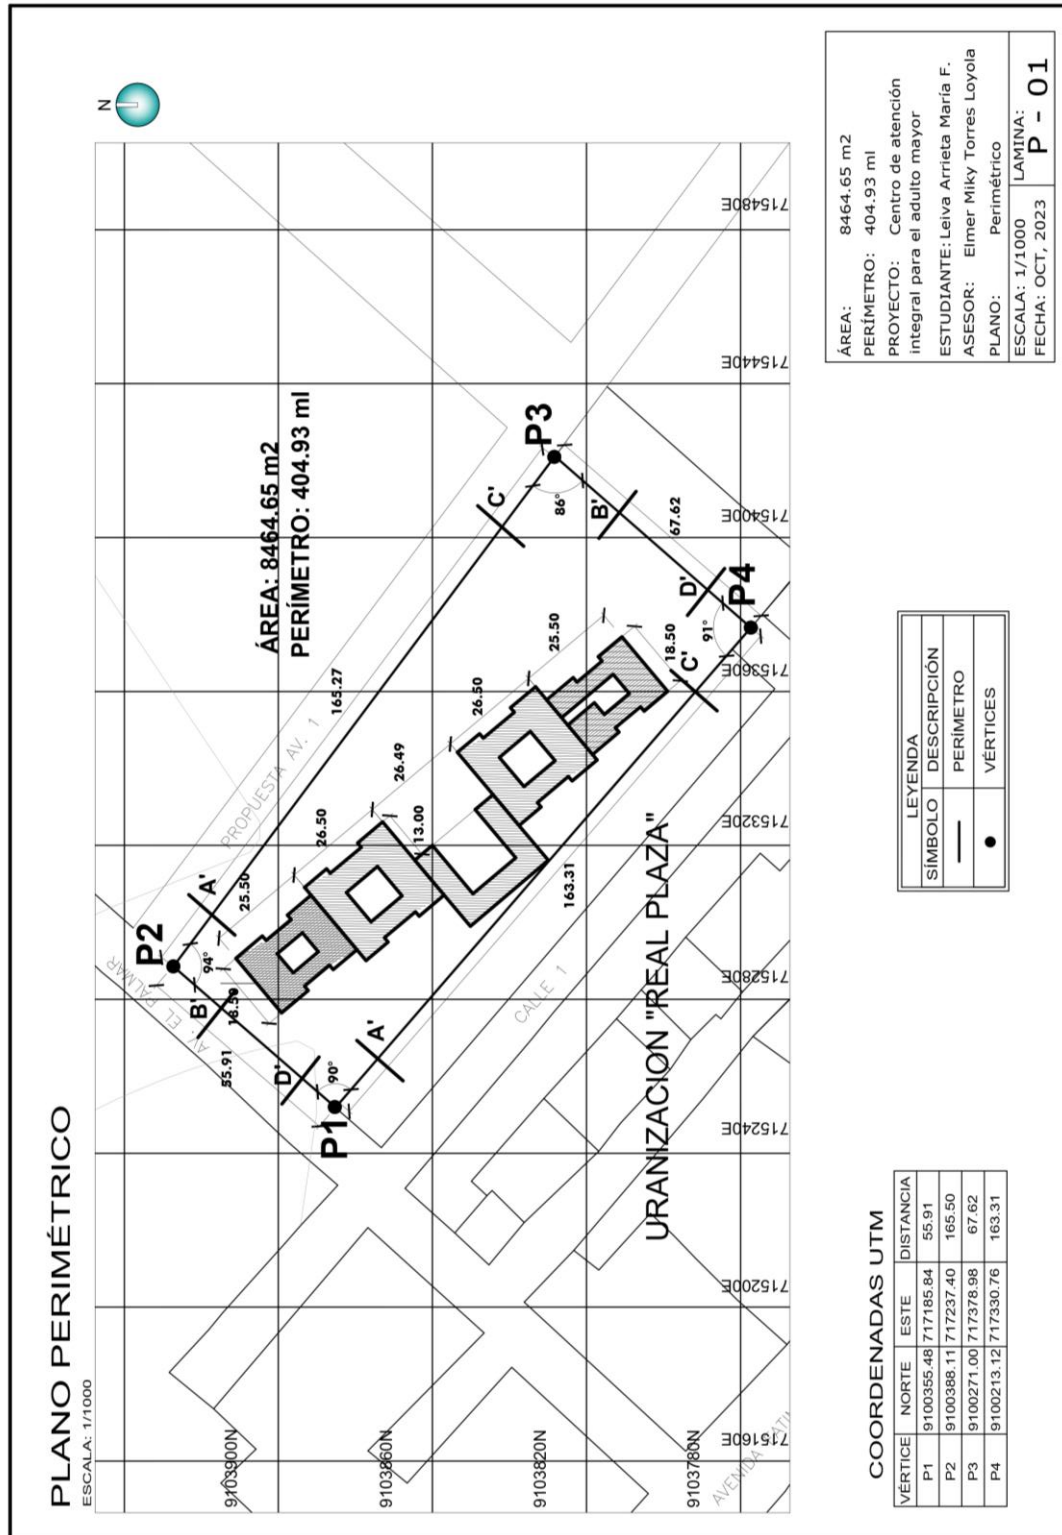 PLANO PERIMÉTRICO
ESCALA: 1/1000
N
9103900N
9103860N
9103820N
9103780N
715160E
715200E
715240E
715280E
715320E
715360E
715400E
715440E
715480E
ÁREA: 8464.65 m2
PERÍMETRO: 404.93 ml
P2
P3
P1
P4
AV. EL PALMAR
PROPUESTA AV. 1
CALLE 1
URANIZACION "REAL PLAZA"
A'
B'
C'
D'
A'
B'
C'
D'
94°
86°
90°
91°
55.91
165.27
67.62
163.31
18.50
25.50
26.50
26.49
13.00
26.50
25.50
18.50
COORDENADAS UTM
VÉRTICE NORTE ESTE DISTANCIA
P1 9100355.48 717185.84 55.91
P2 9100388.11 717237.40 165.50
P3 9100271.00 717378.98 67.62
P4 9100213.12 717330.76 163.31
LEYENDA
SÍMBOLO DESCRIPCIÓN
PERÍMETRO
VÉRTICES
ÁREA: 8464.65 m2
PERÍMETRO: 404.93 ml
PROYECTO: Centro de atención
integral para el adulto mayor
ESTUDIANTE: Leiva Arrieta María F.
ASESOR: Elmer Miky Torres Loyola
PLANO: Perimétrico
ESCALA: 1/1000
FECHA: OCT, 2023
LAMINA:
P - 01
AVENIDA